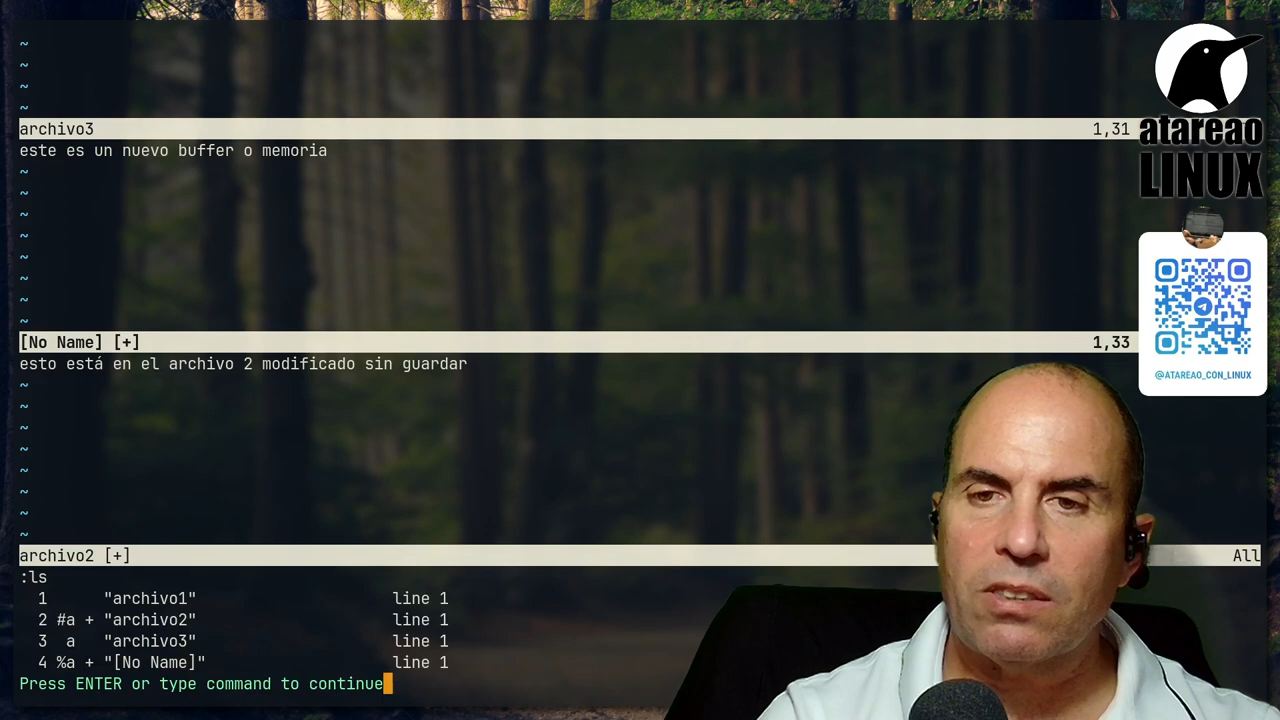 ~
~
~
~
archivo3 1,31
este es un nuevo buffer o memoria
~
~
~
~
~
~
~
~
[No Name] [+] 1,33
esto está en el archivo 2 modificado sin guardar
~
~
~
~
~
~
~
~
archivo2 [+] All
:ls
1 "archivo1" line 1
2 #a + "archivo2" line 1
3 a "archivo3" line 1
4 %a + "[No Name]" line 1
Press ENTER or type command to continue
atareao
LINUX
@ATAREAO_CON_LINUX